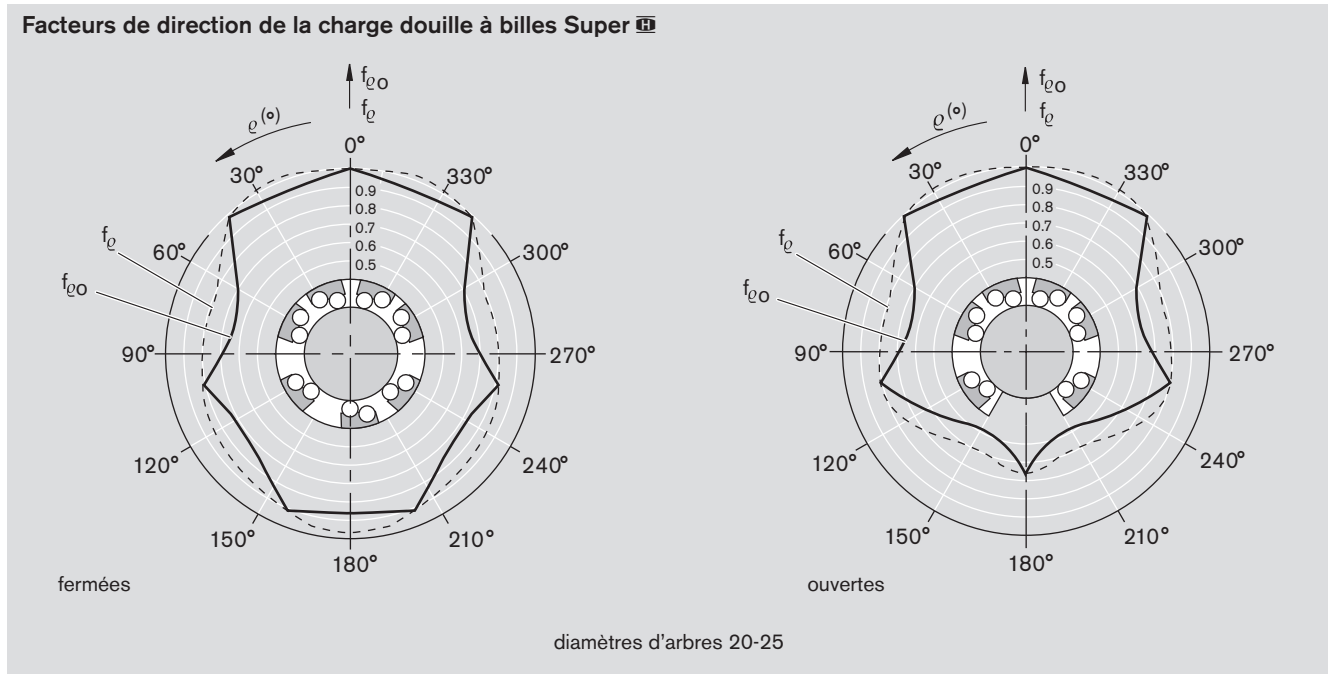 Facteurs de direction de la charge douille à billes Super H
fϱo
fϱ
ϱ (°)
0°
30°
330°
0.9
0.8
0.7
0.6
0.5
fϱ
60°
300°
fϱo
90°
270°
120°
240°
150°
210°
180°
fermées
fϱo
fϱ
ϱ (°)
0°
30°
330°
0.9
0.8
0.7
0.6
0.5
fϱ
60°
300°
fϱo
90°
270°
120°
240°
150°
210°
180°
ouvertes
diamètres d'arbres 20-25